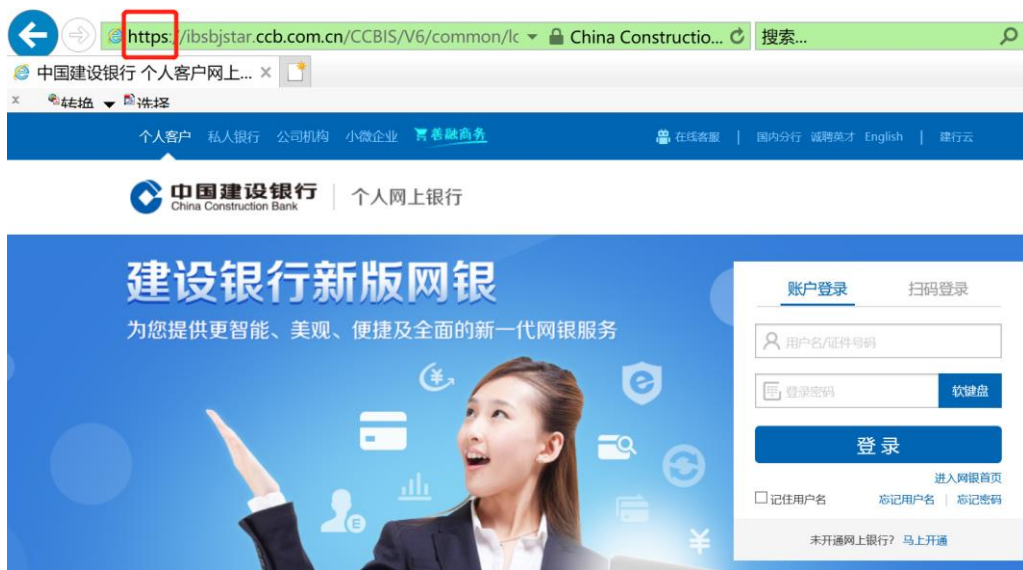 https://ibsbjstar.ccb.com.cn/CCBIS/V6/common/lc
China Constructio...
搜索...
中国建设银行 个人客户网上... ×
x 转换 选择
个人客户 私人银行 公司机构 小微企业 善融商务 在线客服 | 国内分行 诚聘英才 English | 建行云
中国建设银行
China Construction Bank
个人网上银行
建设银行新版网银
为您提供更智能、美观、便捷及全面的新一代网银服务
账户登录 扫码登录
用户名/证件号码
登录密码 软键盘
登录
进入网银首页
记住用户名 忘记用户名 | 忘记密码
未开通网上银行? 马上开通